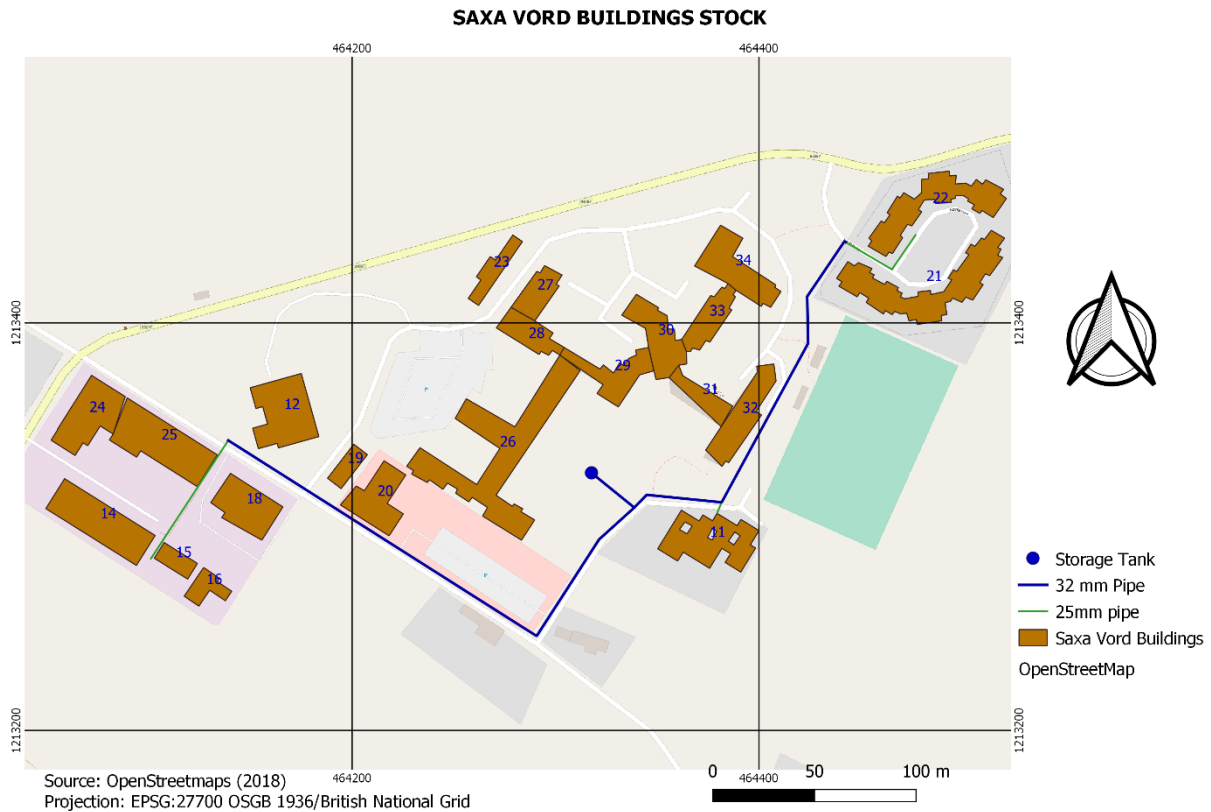 SAXA VORD BUILDINGS STOCK
464200 464400
22
21
34
23
27
33
1213400 1213400
30
28
29
31
12
32
24
25
26
19
20
18
14
11
15
16
Storage Tank
32 mm Pipe
25mm pipe
Saxa Vord Buildings
OpenStreetMap
1213200 1213200
464200 464400
0 50 100 m
Source: OpenStreetmaps (2018)
Projection: EPSG:27700 OSGB 1936/British National Grid